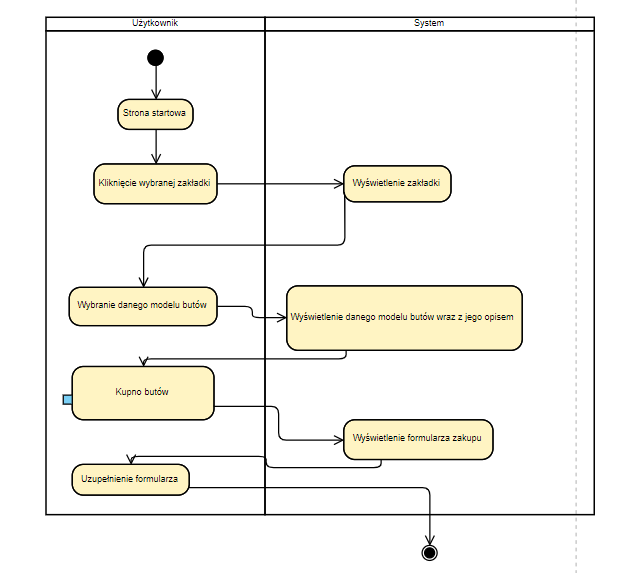 Użytkownik
System
Strona startowa
Kliknięcie wybranej zakładki
Wyświetlenie zakładki
Wybranie danego modelu butów
Wyświetlenie danego modelu butów wraz z jego opisem
Kupno butów
Wyświetlenie formularza zakupu
Uzupełnienie formularza